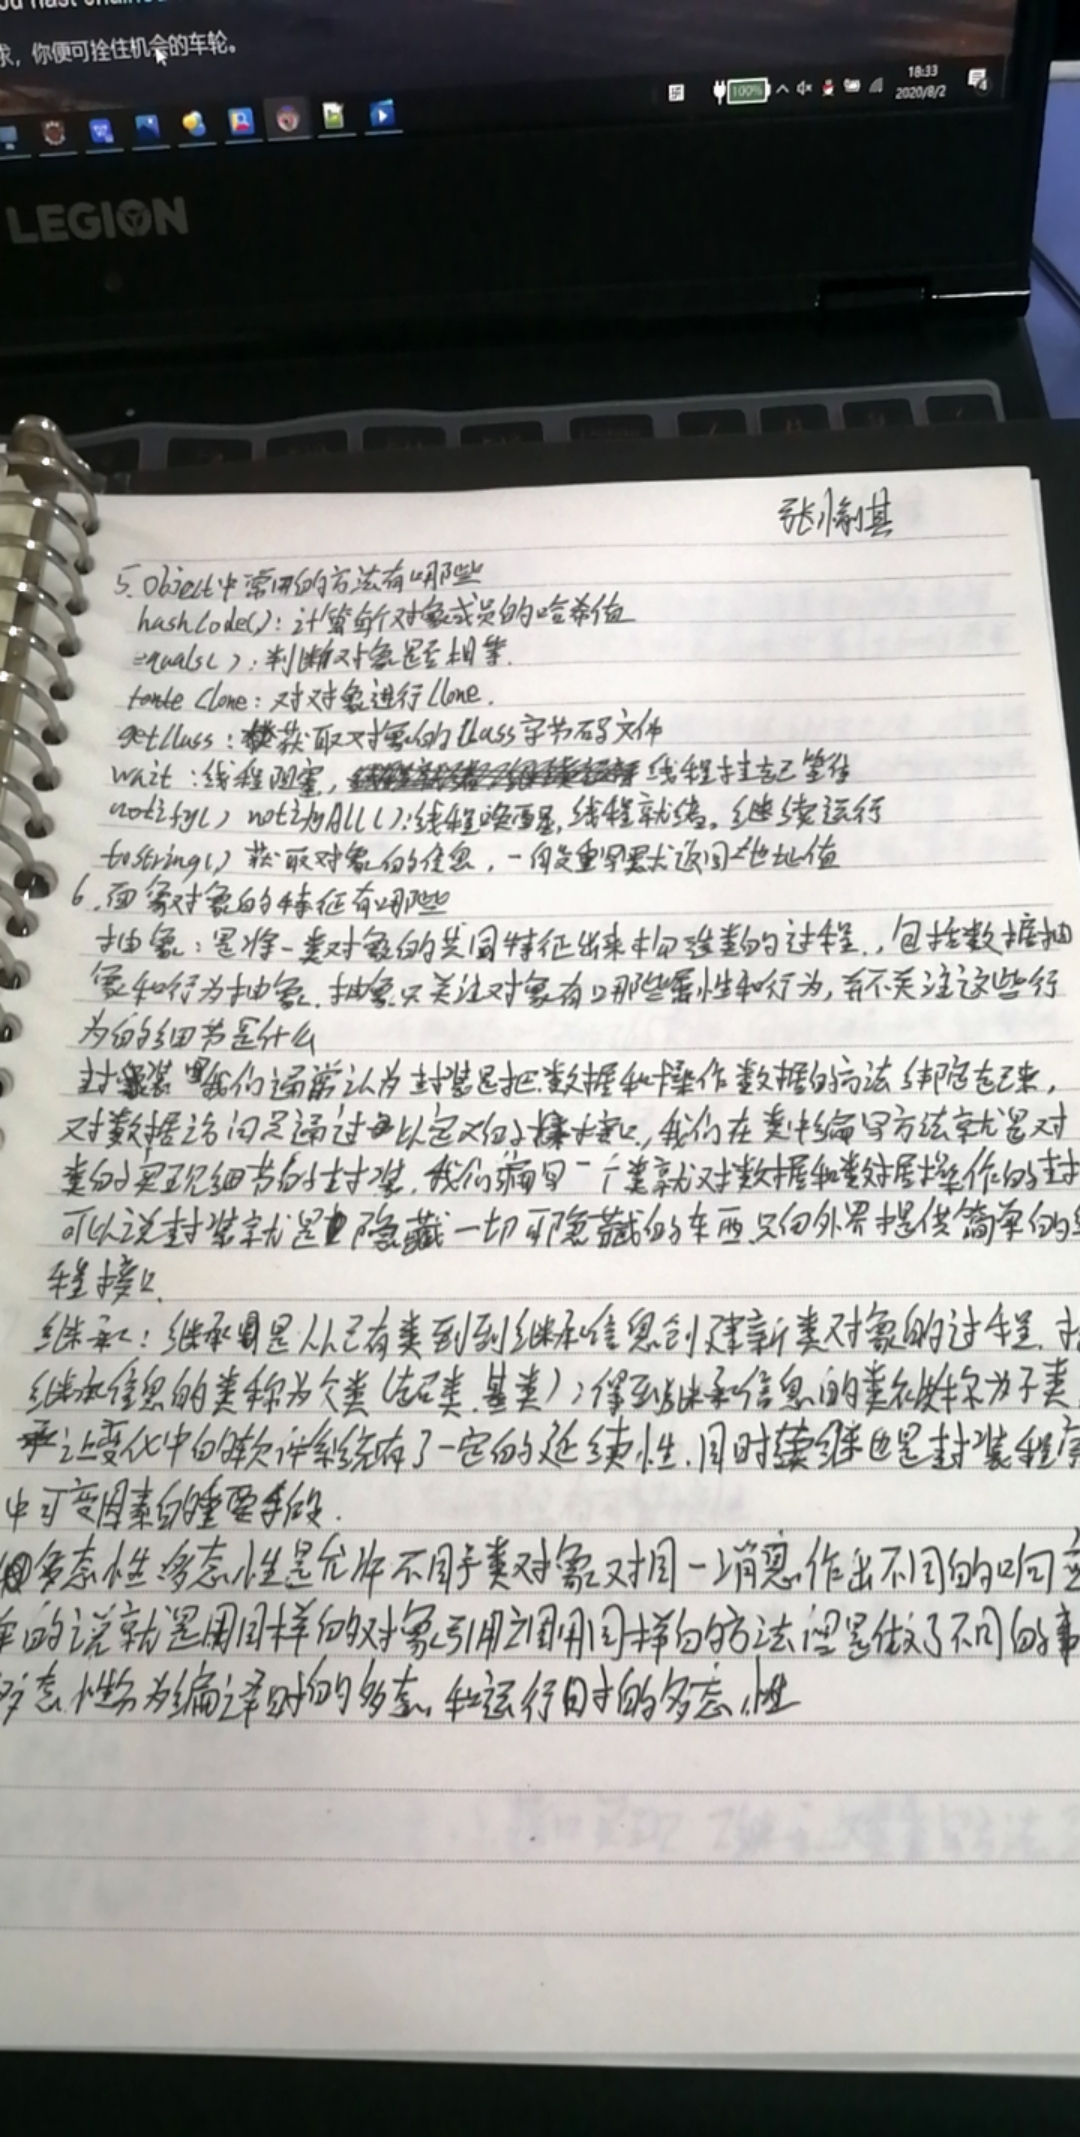 求，你便可拴住机会的车轮。
100%
18:33
2020/8/2
4
LEGION
5. Object中常用的方法有哪些
hashCode(): 计算每个对象成员的哈希值
equals(): 判断对象是否相等.
Clone: 对对象进行Clone.
getClass: 获取对象的Class字节码文件
wait: 线程阻塞, 线程挂起等待
notify() notifyAll(): 线程唤醒, 线程就绪。继续运行
toString() 获取对象的信息, 一般重写要求返回地址值
6. 面象对象的特征有哪些
抽象: 是将一类对象的共同特征出来构造类的过程, 包括数据抽
象和行为抽象. 抽象只关注对象有哪些属性和行为, 并不关注这些行
为的细节是什么
封装 我们通常认为封装是把数据和操作数据的方法绑起来,
对数据访问只通过已定义的接口, 我们在类中编写方法就是对
类的实现细节的封装. 我们编写一个类就对数据和数据操作的封
可以说封装就是隐藏一切可隐藏的东西 只向外界提供简单的
程接口.
继承: 继承是从已有类到到继承信息创建新类对象的过程.
继承信息的类称为父类(超类.基类); 得到继承信息的类被称为子类
让变化中的软件系统有了一定的延续性. 同时续继也是封装程序
中可变因素的重要手段.
多态性 多态性是允许不同子类对象对同一消息作出不同的响应
单的说就是用同样的对象引用调用同样的方法但是做了不同的事
多态性分为编译时的多态, 和运行时的多态性